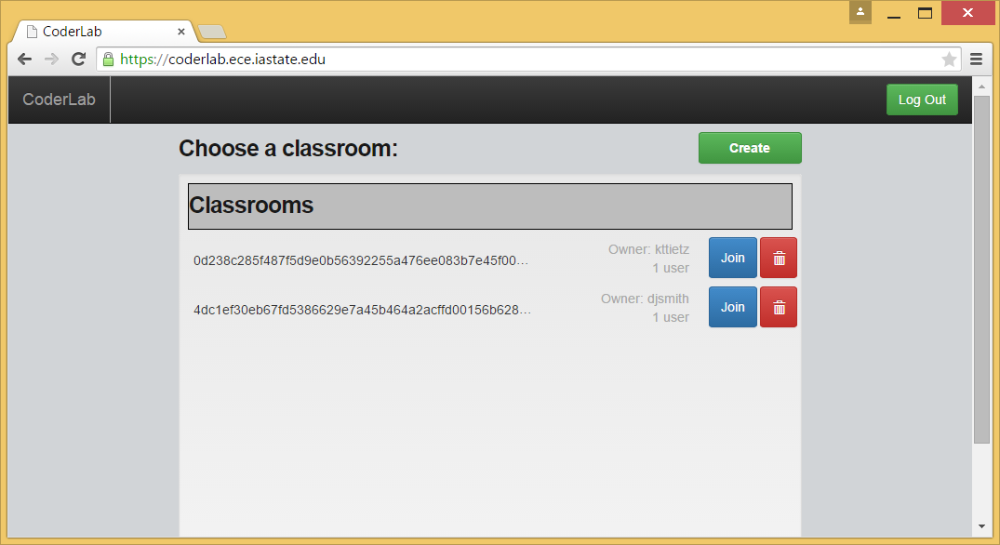 CoderLab
https://coderlab.ece.iastate.edu
CoderLab
Log Out
Choose a classroom:
Create
Classrooms
0d238c285f487f5d9e0b56392255a476ee083b7e45f00...
Owner: kttietz
1 user
Join
4dc1ef30eb67fd5386629e7a45b464a2acffd00156b628...
Owner: djsmith
1 user
Join